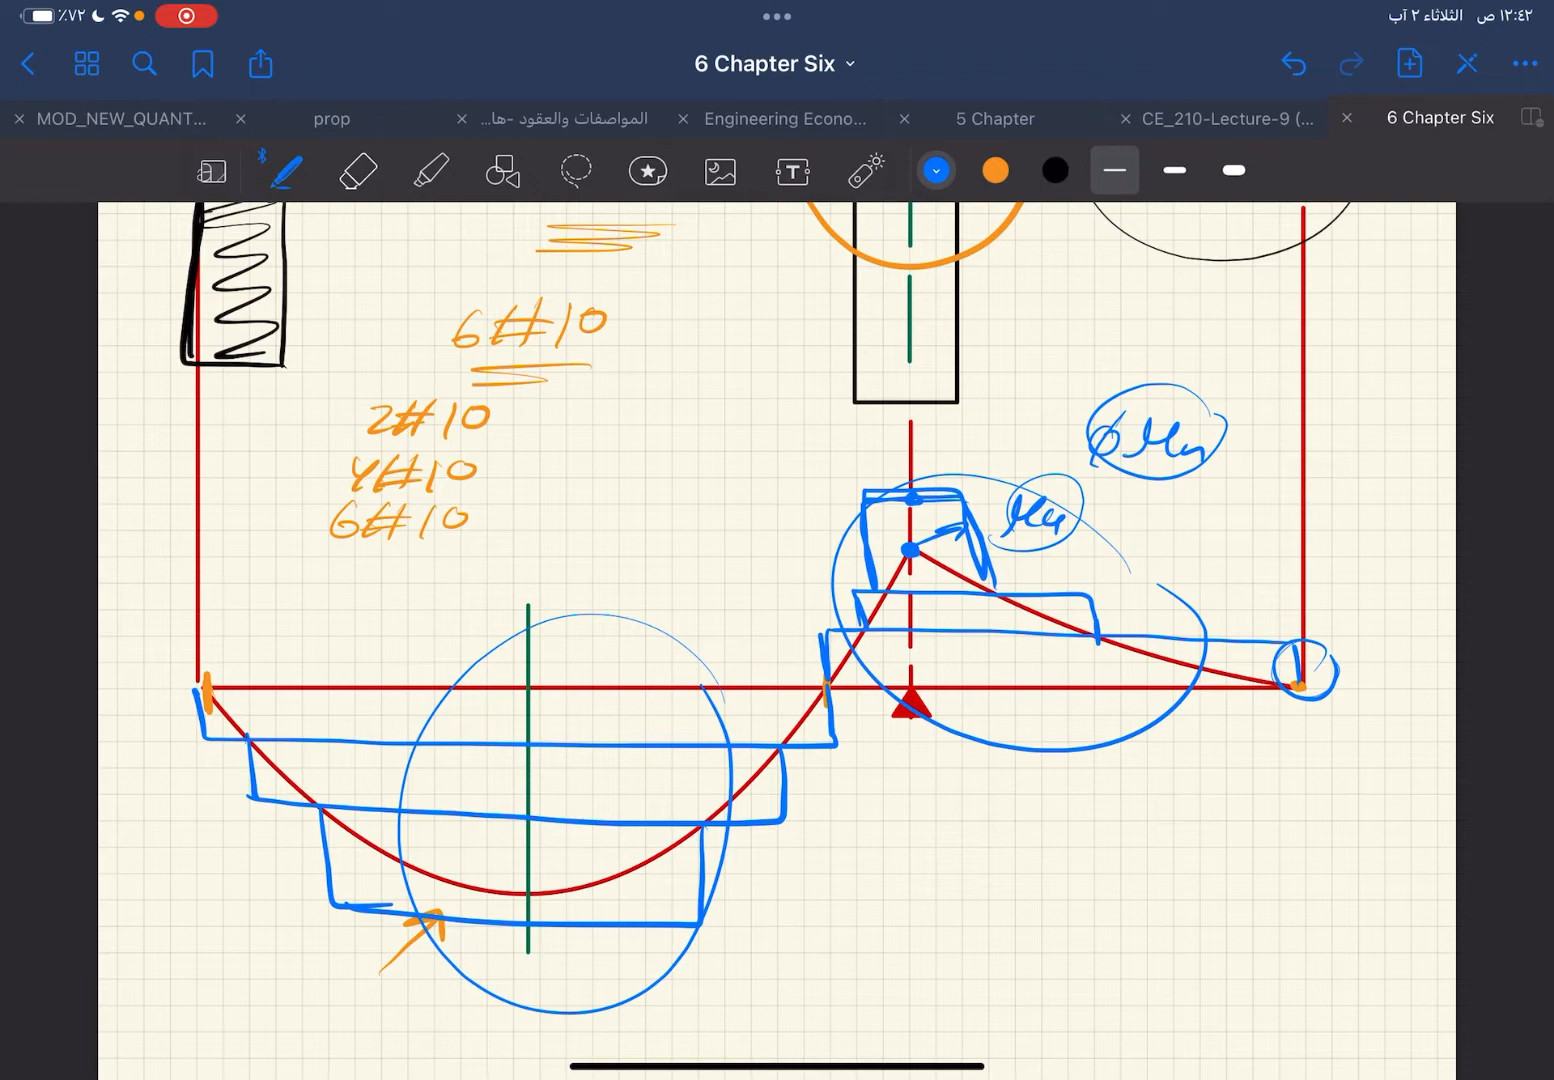 ٪٧٢
١٢:٤٢ ص الثلاثاء ٢ آب
6 Chapter Six
MOD_NEW_QUANT...
prop
المواصفات والعقود -ها...
Engineering Econo...
5 Chapter
CE_210-Lecture-9 (...
6 Chapter Six
T
6#10
2#10
4#10
6#10
ϕMn
Mu